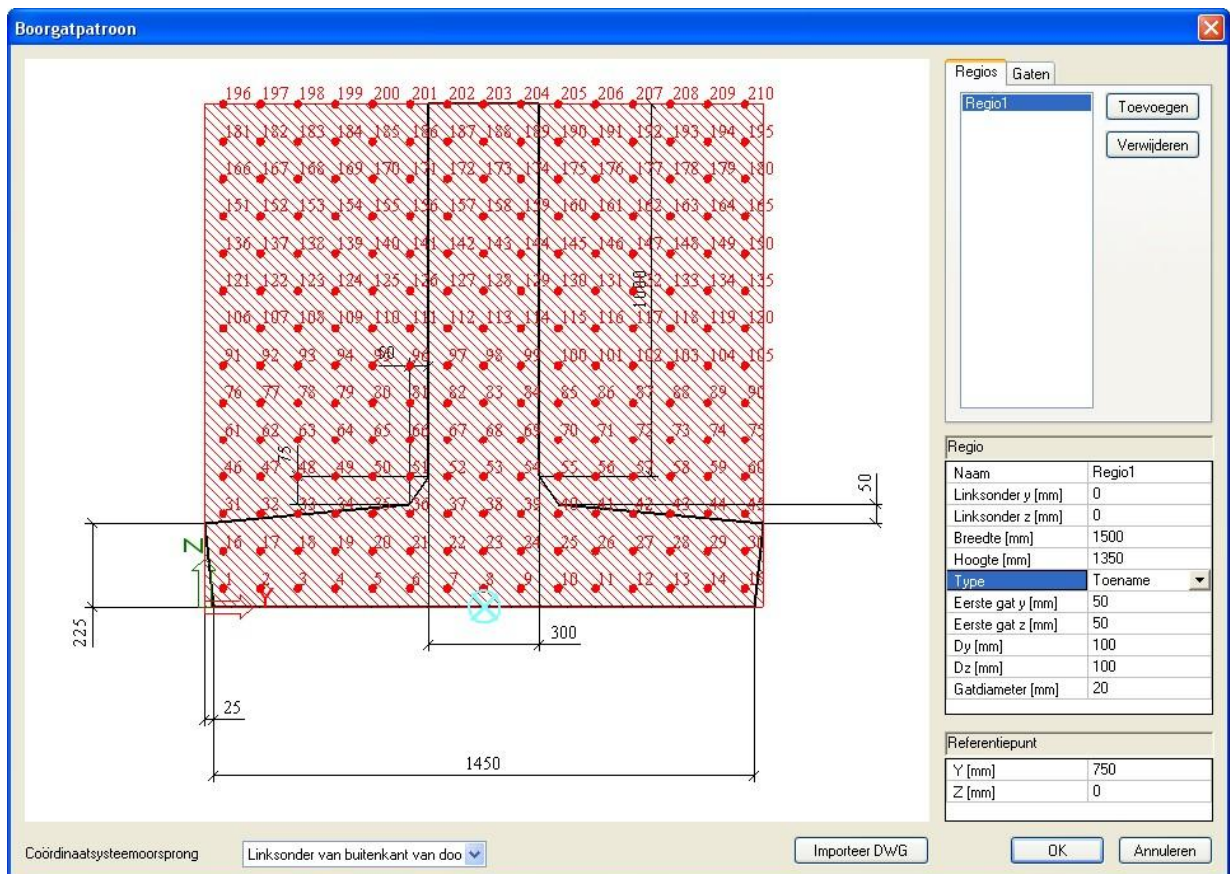 Boorgatpatroon
196 197 198 199 200 201 202 203 204 205 206 207 208 209 210
181 182 183 184 185 186 187 188 189 190 191 192 193 194 195
166 167 168 169 170 171 172 173 174 175 176 177 178 179 180
151 152 153 154 155 156 157 158 159 160 161 162 163 164 165
136 137 138 139 140 141 142 143 144 145 146 147 148 149 150
121 122 123 124 125 126 127 128 129 130 131 132 133 134 135
1000
106 107 108 109 110 111 112 113 114 115 116 117 118 119 120
91 92 93 94 95 96 97 98 99 100 101 102 103 104 105
76 77 78 79 80 81 82 83 84 85 86 87 88 89 90
61 62 63 64 65 66 67 68 69 70 71 72 73 74 75
75
46 47 48 49 50 51 52 53 54 55 56 57 58 59 60
50
31 32 33 34 35 36 37 38 39 40 41 42 43 44 45
Z
16 17 18 19 20 21 22 23 24 25 26 27 28 29 30
1 2 3 4 5 6 7 8 9 10 11 12 13 14 15
Y
225
300
25
1450
Coördinaatsysteemoorsprong
Linksonder van buitenkant van doo
Importeer DWG
Regios
Gaten
Regio1
Toevoegen
Verwijderen
Regio
Naam Regio1
Linksonder y [mm] 0
Linksonder z [mm] 0
Breedte [mm] 1500
Hoogte [mm] 1350
Type Toename
Eerste gat y [mm] 50
Eerste gat z [mm] 50
Dy [mm] 100
Dz [mm] 100
Gatdiameter [mm] 20
Referentiepunt
Y [mm] 750
Z [mm] 0
OK
Annuleren